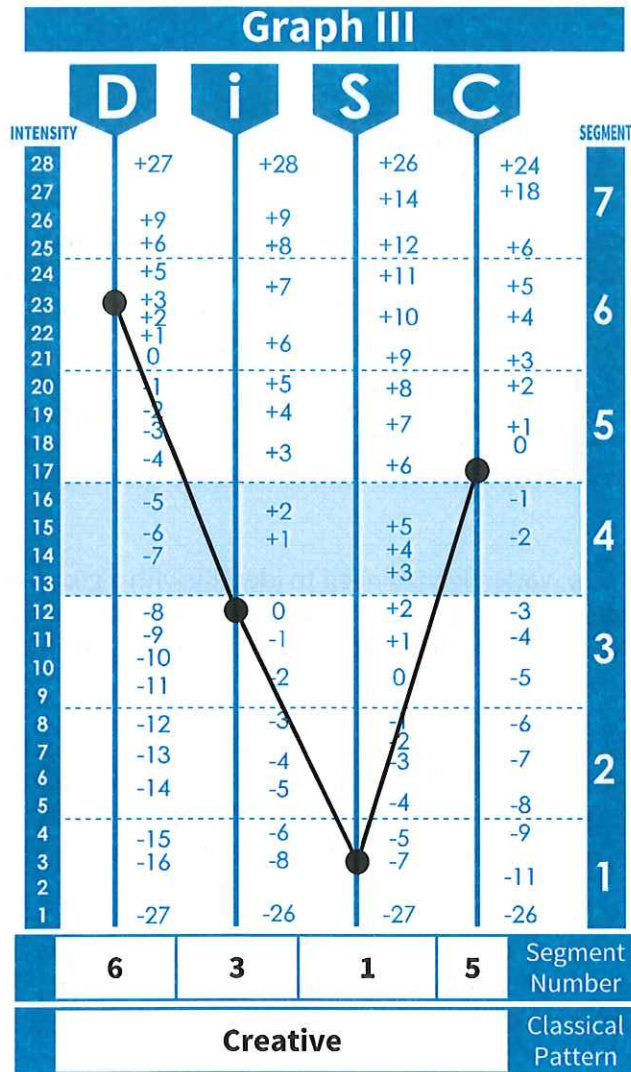 Graph III
D i S C
INTENSITY SEGMENT
28 +27 +28 +26 +24
27 +14 +18 7
26 +9 +9
25 +6 +8 +12 +6
24 +5 +7 +11 +5
23 +3 +10 +4 6
+2
22 +1 +6
21 0 +9 +3
20 -1 +5 +8 +2
19 -2 +4 +7 +1 5
-3
18 +3 0
17 -4 +6
16 -5 +2 -1
15 -6 +1 +5 -2 4
14 -7 +4
13 +3
12 -8 0 +2 -3
11 -9 -1 +1 -4 3
10 -10 -2 0 -5
9 -11
8 -12 -3 -1 -6
-2
7 -13 -4 -3 -7 2
6 -14 -5
5 -4 -8
4 -15 -6 -5 -9
3 -16 -8 -7 1
2 -11
1 -27 -26 -27 -26
6 3 1 5 Segment
Number
Creative Classical
Pattern